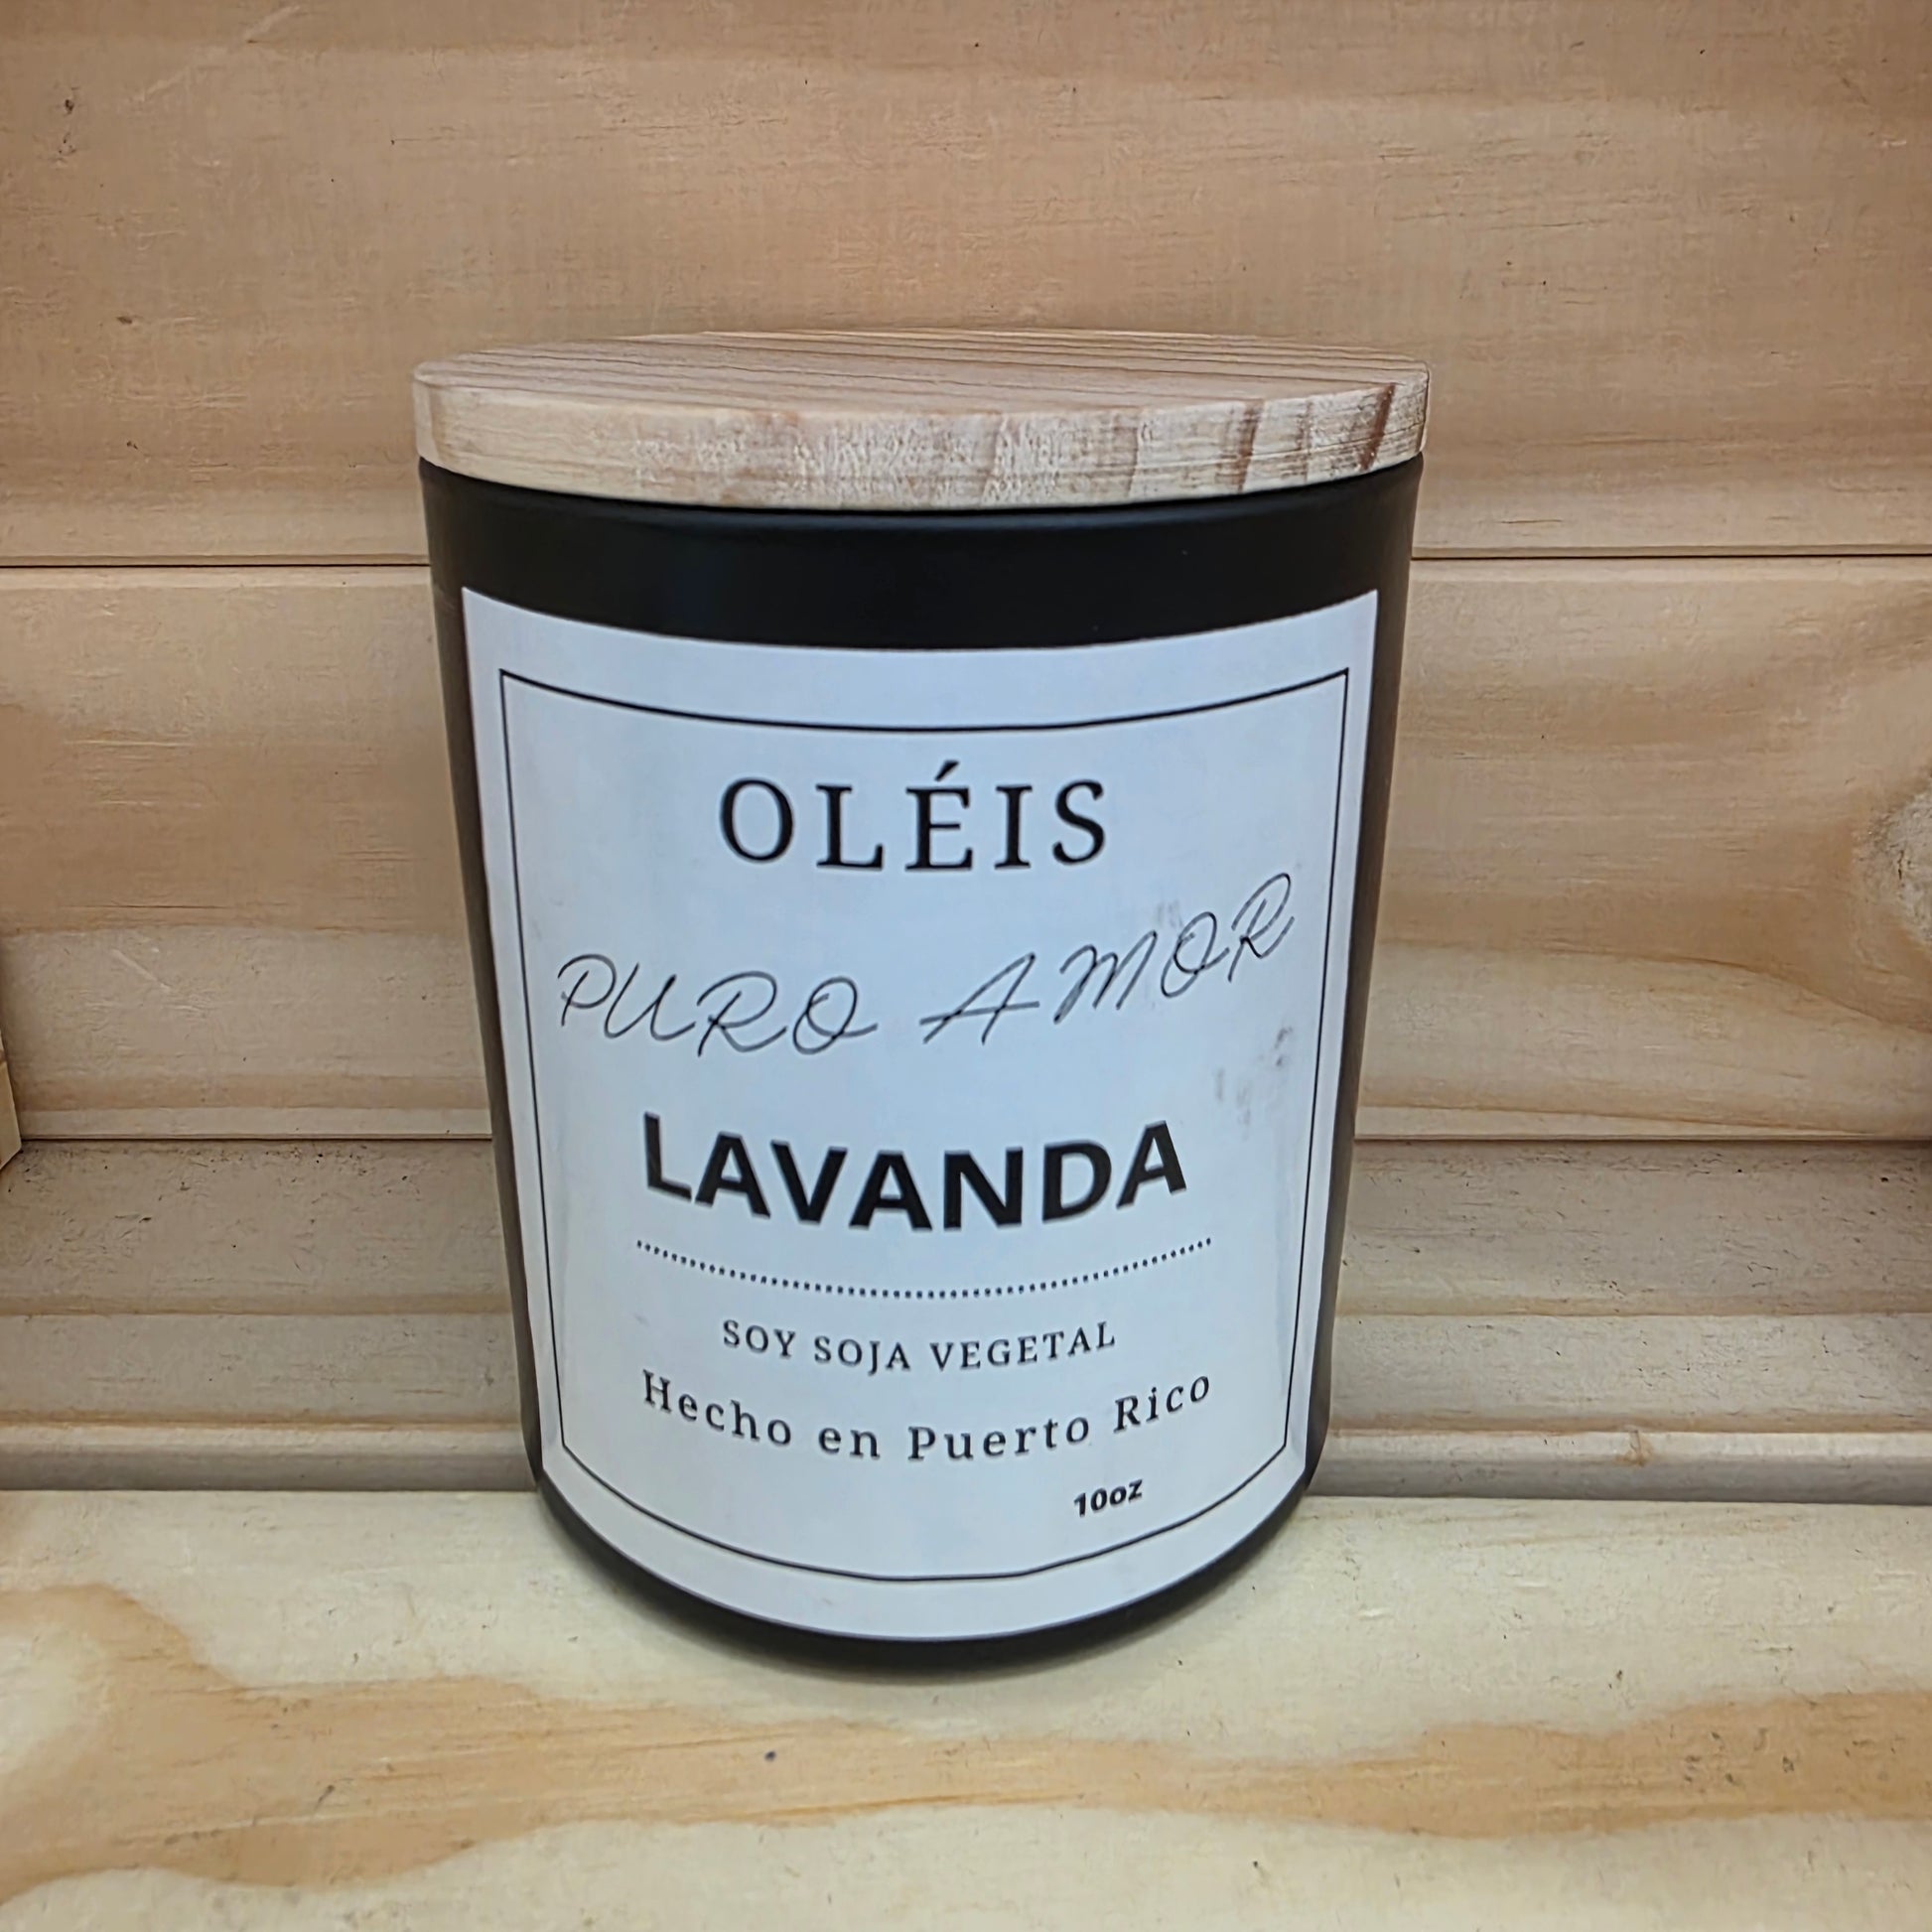 OLÉIS
PURO AMOR
LAVANDA
SOY SOJA VEGETAL
Hecho en Puerto Rico
10oz